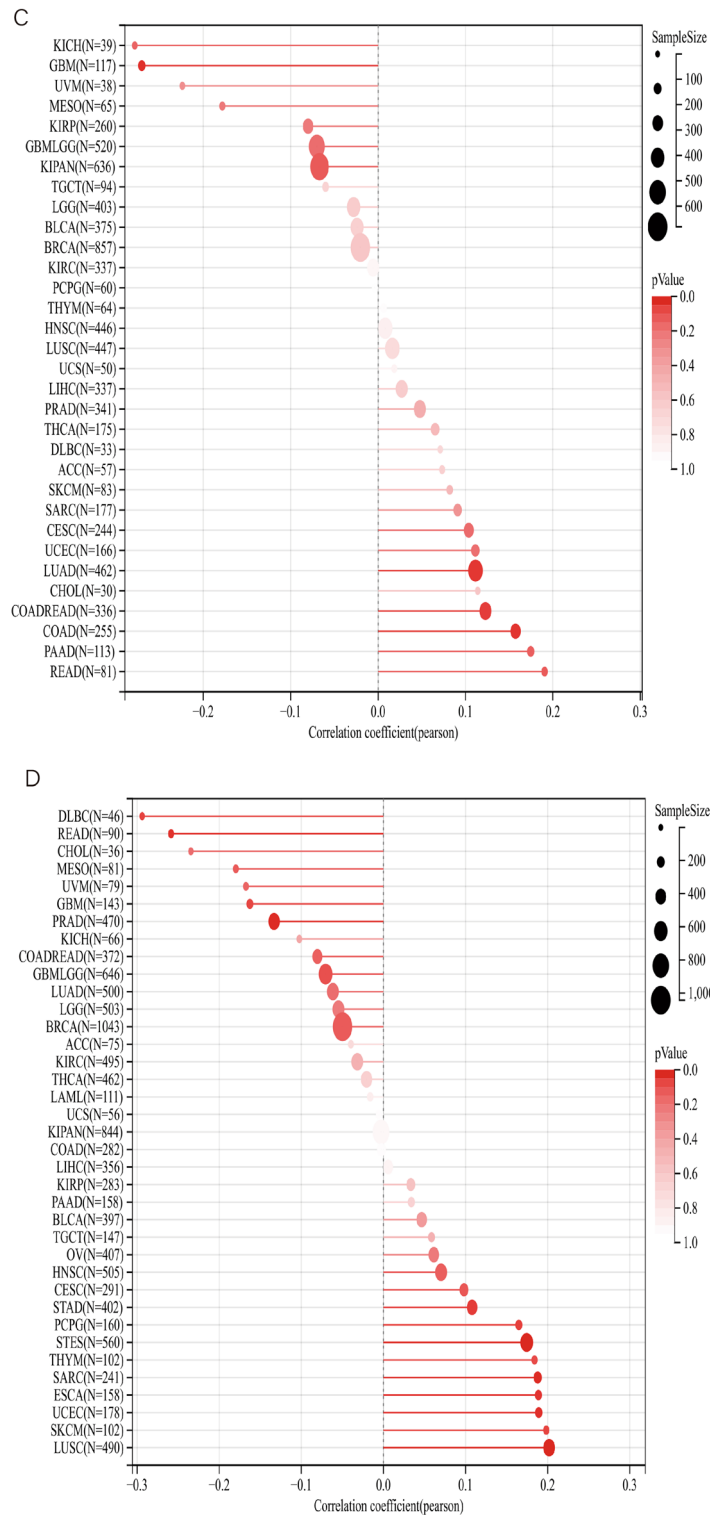 C
KICH(N=39)
GBM(N=117)
UVM(N=38)
MESO(N=65)
KIRP(N=260)
GBMLGG(N=520)
KIPAN(N=636)
TGCT(N=94)
LGG(N=403)
BLCA(N=375)
BRCA(N=857)
KIRC(N=337)
PCPG(N=60)
THYM(N=64)
HNSC(N=446)
LUSC(N=447)
UCS(N=50)
LIHC(N=337)
PRAD(N=341)
THCA(N=175)
DLBC(N=33)
ACC(N=57)
SKCM(N=83)
SARC(N=177)
CESC(N=244)
UCEC(N=166)
LUAD(N=462)
CHOL(N=30)
COADREAD(N=336)
COAD(N=255)
PAAD(N=113)
READ(N=81)
−0.2 −0.1 0.0 0.1 0.2 0.3
Correlation coefficient(pearson)
SampleSize
100
200
300
400
500
600
pValue
0.0
0.2
0.4
0.6
0.8
1.0
D
DLBC(N=46)
READ(N=90)
CHOL(N=36)
MESO(N=81)
UVM(N=79)
GBM(N=143)
PRAD(N=470)
KICH(N=66)
COADREAD(N=372)
GBMLGG(N=646)
LUAD(N=500)
LGG(N=503)
BRCA(N=1043)
ACC(N=75)
KIRC(N=495)
THCA(N=462)
LAML(N=111)
UCS(N=56)
KIPAN(N=844)
COAD(N=282)
LIHC(N=356)
KIRP(N=283)
PAAD(N=158)
BLCA(N=397)
TGCT(N=147)
OV(N=407)
HNSC(N=505)
CESC(N=291)
STAD(N=402)
PCPG(N=160)
STES(N=560)
THYM(N=102)
SARC(N=241)
ESCA(N=158)
UCEC(N=178)
SKCM(N=102)
LUSC(N=490)
−0.3 −0.2 −0.1 0.0 0.1 0.2 0.3
Correlation coefficient(pearson)
SampleSize
200
400
600
800
pValue
0.0
0.2
0.4
0.6
0.8
1.0